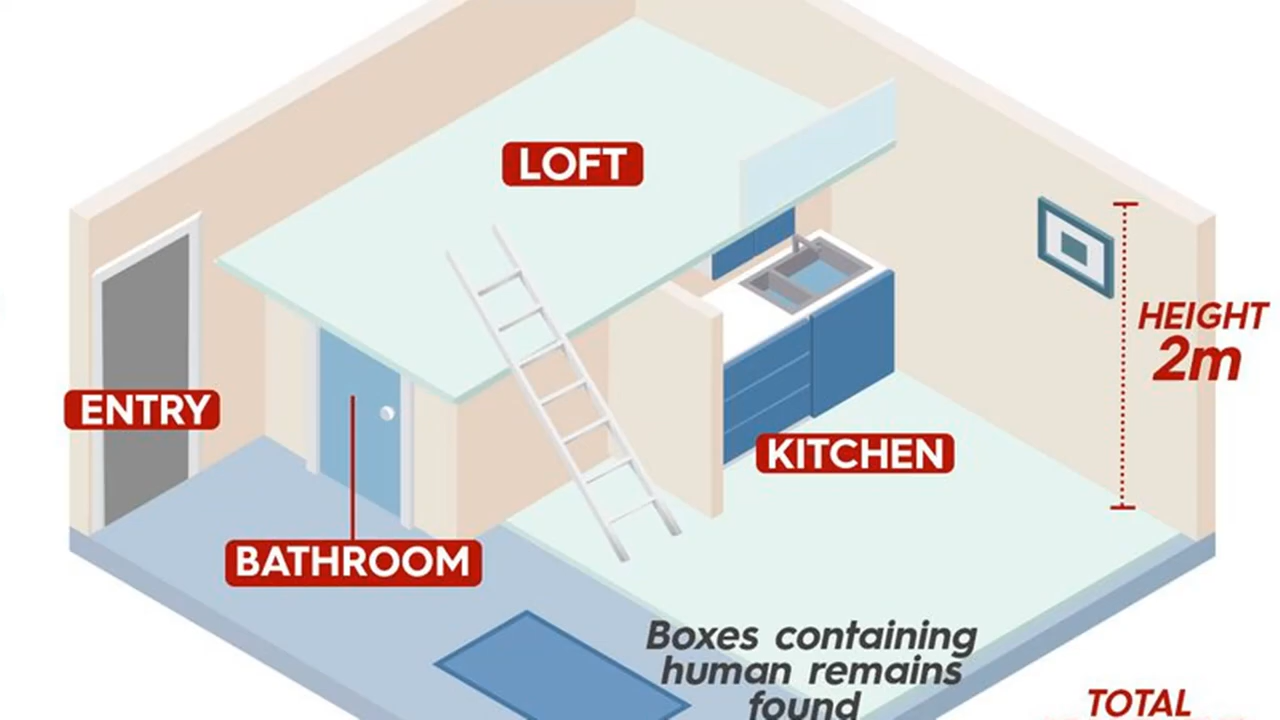 LOFT
HEIGHT
2m
ENTRY
KITCHEN
BATHROOM
Boxes containing
human remains
found
TOTAL